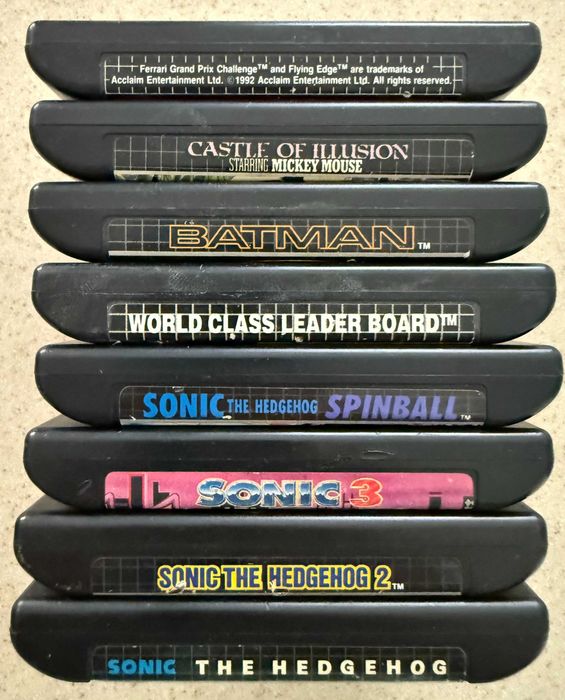 Ferrari Grand Prix Challenge™ and Flying Edge™ are trademarks of
Acclaim Entertainment Ltd. ©1992 Acclaim Entertainment Ltd. All rights reserved.
CASTLE OF ILLUSION
STARRING MICKEY MOUSE
BATMAN™
WORLD CLASS LEADER BOARD™
SONIC THE HEDGEHOG SPINBALL™
SONIC 3
SONIC THE HEDGEHOG 2™
SONIC THE HEDGEHOG